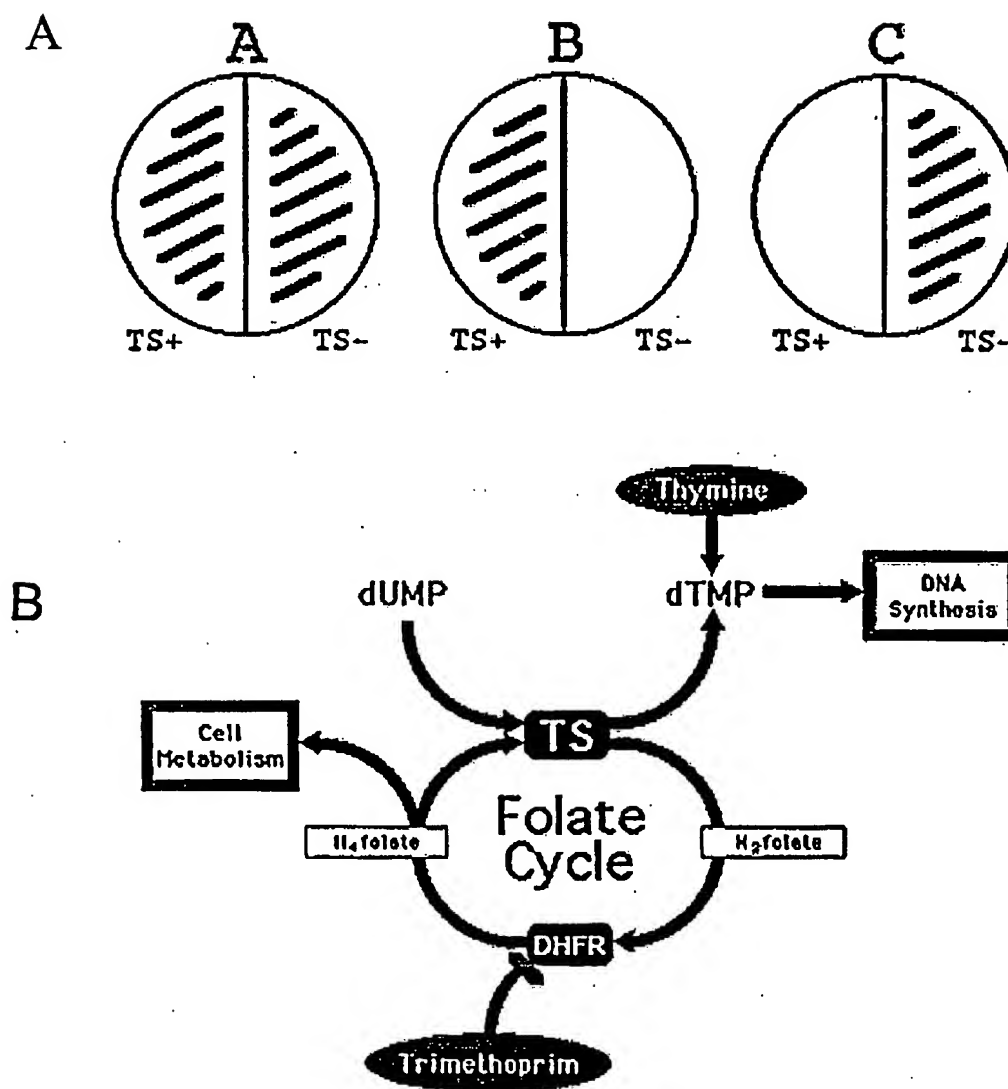 A
A B C
TS+ TS- TS+ TS- TS+ TS-
Thymine
B
dUMP dTMP
DNA
Synthesis
TS
Cell
Metabolism
Folate
Cycle
H4folate
H2folate
DHFR
Trimethoprim